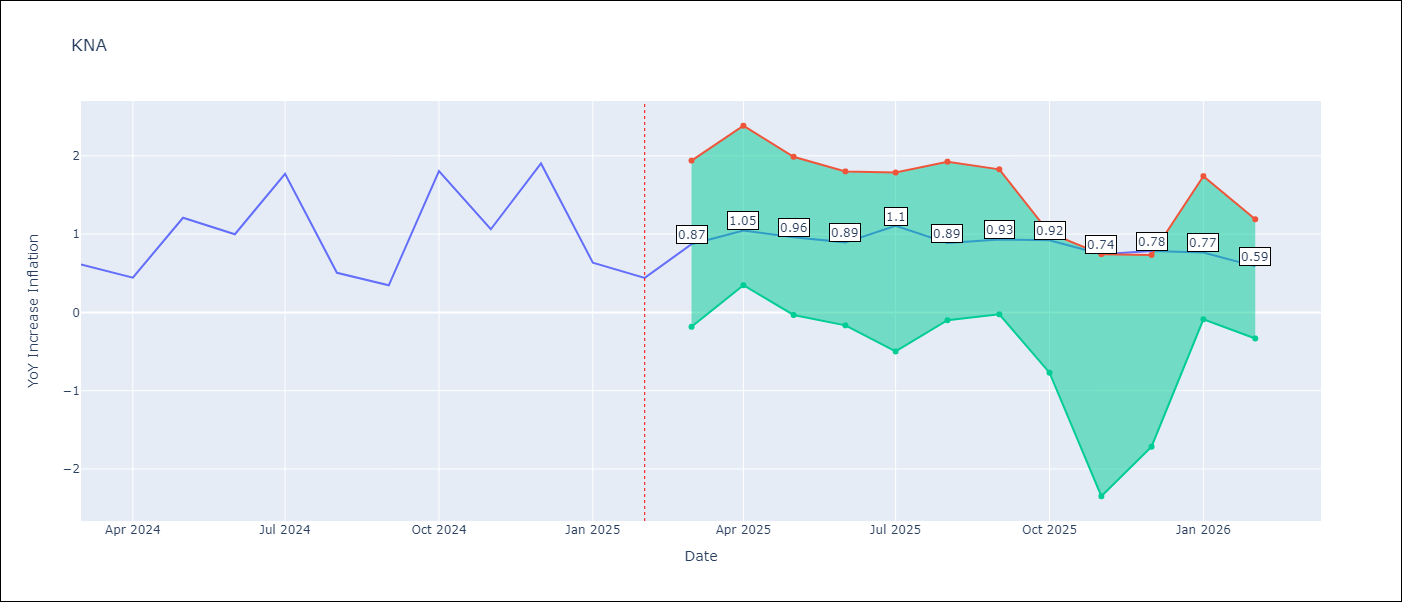 KNA
YoY Increase Inflation
2
1
0
−1
−2
0.87
1.05
0.96
0.89
1.1
0.89
0.93
0.92
0.74
0.78
0.77
0.59
Apr 2024
Jul 2024
Oct 2024
Jan 2025
Apr 2025
Jul 2025
Oct 2025
Jan 2026
Date